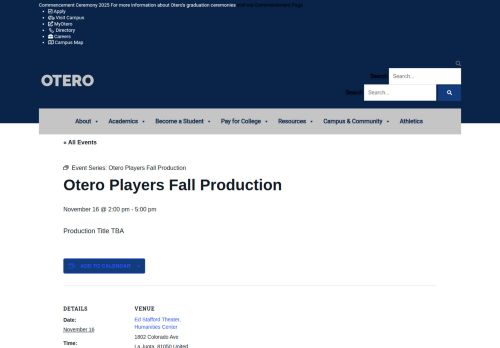 Commencement Ceremony 2025 For more information about Otero's graduation ceremonies visit our Commencement Page
Apply
Visit Campus
MyOtero
Directory
Careers
Campus Map
Search Search...
OTERO
Search Search...
About Academics Become a Student Pay for College Resources Campus & Community Athletics
« All Events
Event Series: Otero Players Fall Production
Otero Players Fall Production
November 16 @ 2:00 pm - 5:00 pm
Production Title TBA
ADD TO CALENDAR
DETAILS VENUE
Date: Ed Stafford Theater,
November 16 Humanities Center
Time: 1802 Colorado Ave
La Junta, 81050 United